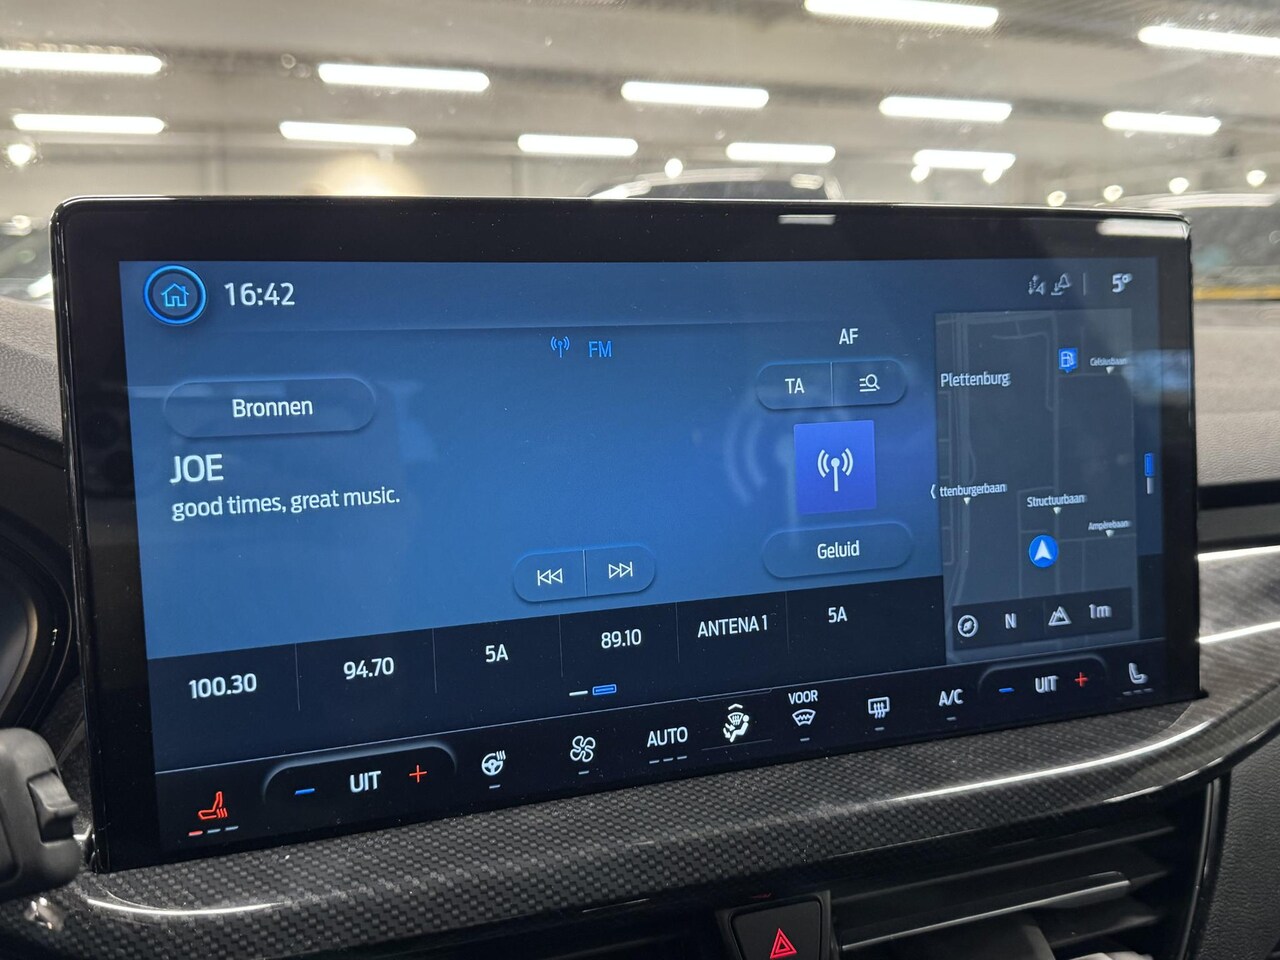 16:42
5°
FM
AF
TA
Bronnen
JOE
good times, great music.
Geluid
Plettenburg
Celsiusbaan
ttenburgerbaan
Structuurbaan
Ampèrebaan
N
1m
100.30
94.70
5A
89.10
ANTENA 1
5A
UIT
AUTO
VOOR
A/C
UIT